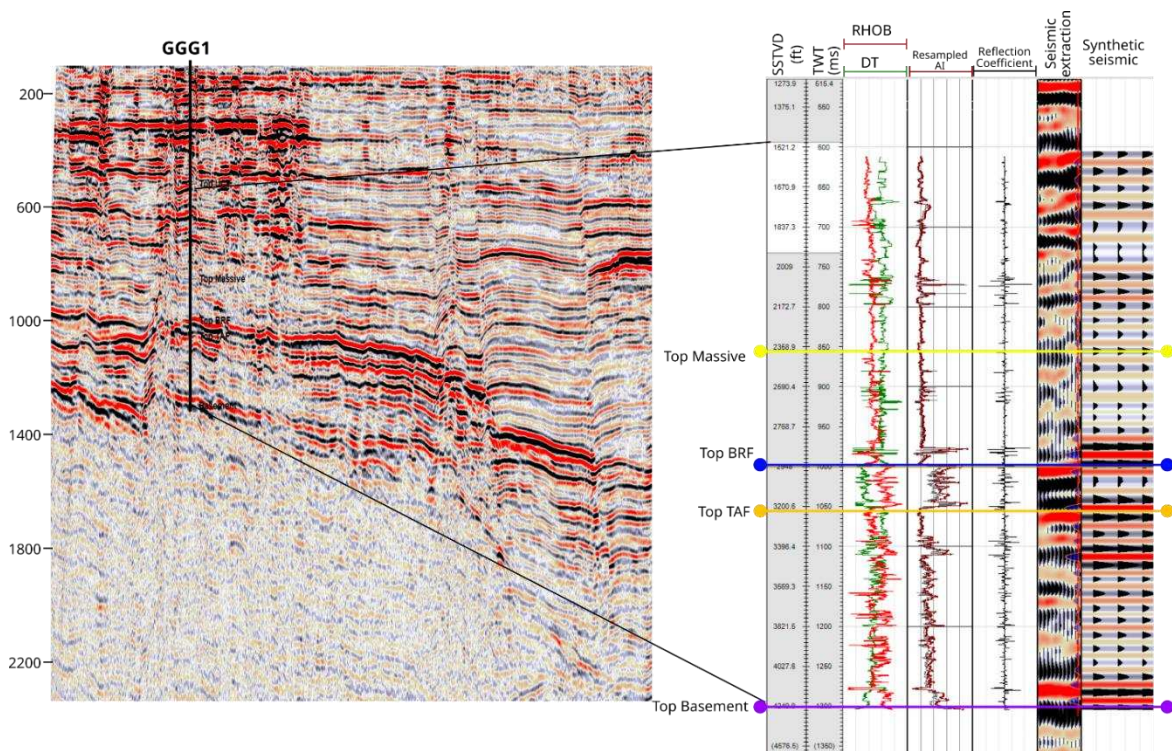 GGG1
200
600
1000
1400
1800
2200
Top Massive
Top BRF
Basement
SSTVD
(ft)
TWT
(ms)
RHOB
DT
Resampled
AI
Reflection
Coefficient
Seismic
extraction
Synthetic
seismic
1273.9 615.4
1375.1 550
1521.2 600
1670.9 650
1837.3 700
2009 750
2172.7 800
2368.9 850
2690.4 900
2768.7 950
1000
3200.6 1050
3398.4 1100
3569.3 1150
3821.5 1200
4027.6 1250
1300
(4576.5) (1350)
Top Massive
Top BRF
Top TAF
Top Basement